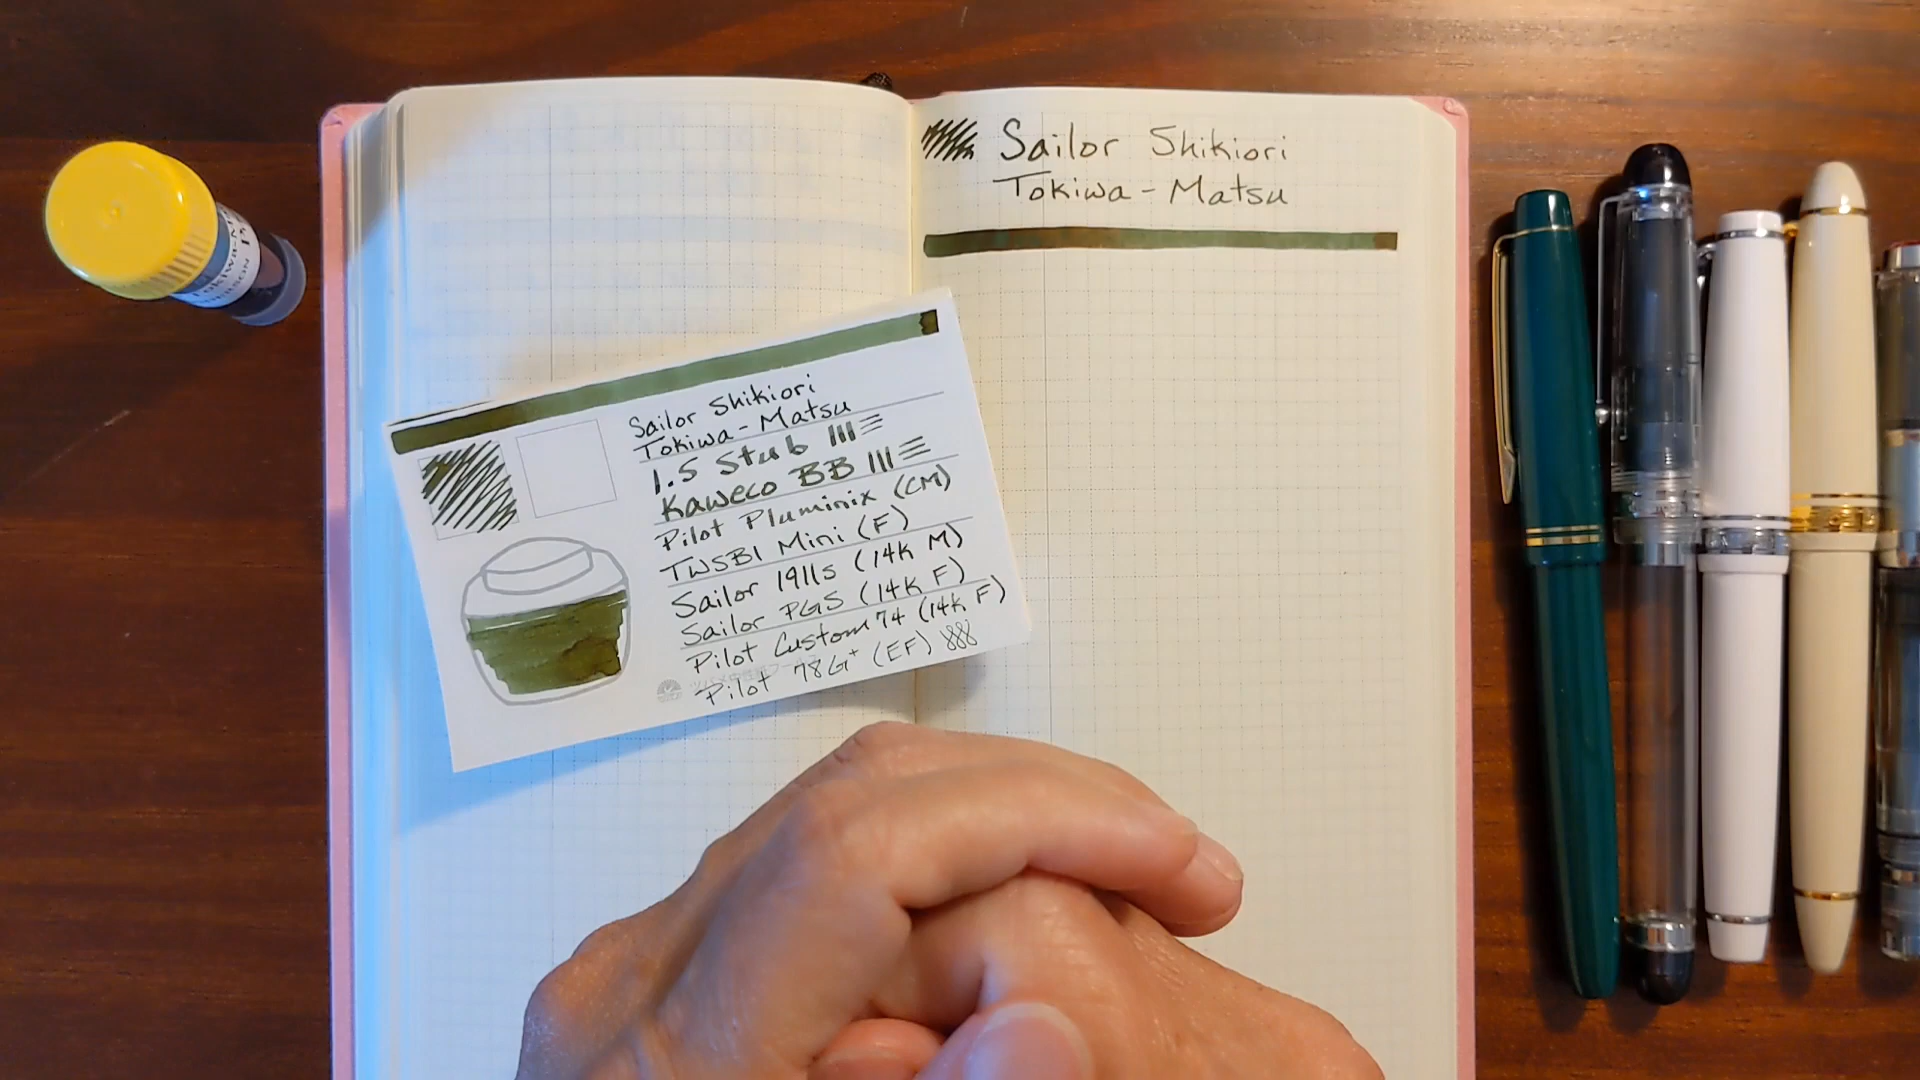 Sailor Shikiori
Tokiwa-Matsu
Sailor Shikiori
Tokiwa-Matsu
1.5 Stub
Kaweco BB
Pilot Pluminix (CM)
TWSBI Mini (F)
Sailor 1911s (14K M)
Sailor PGS (14K F)
Pilot Custom 74 (14K F)
Pilot 78G+ (EF)
Tokiwa-M